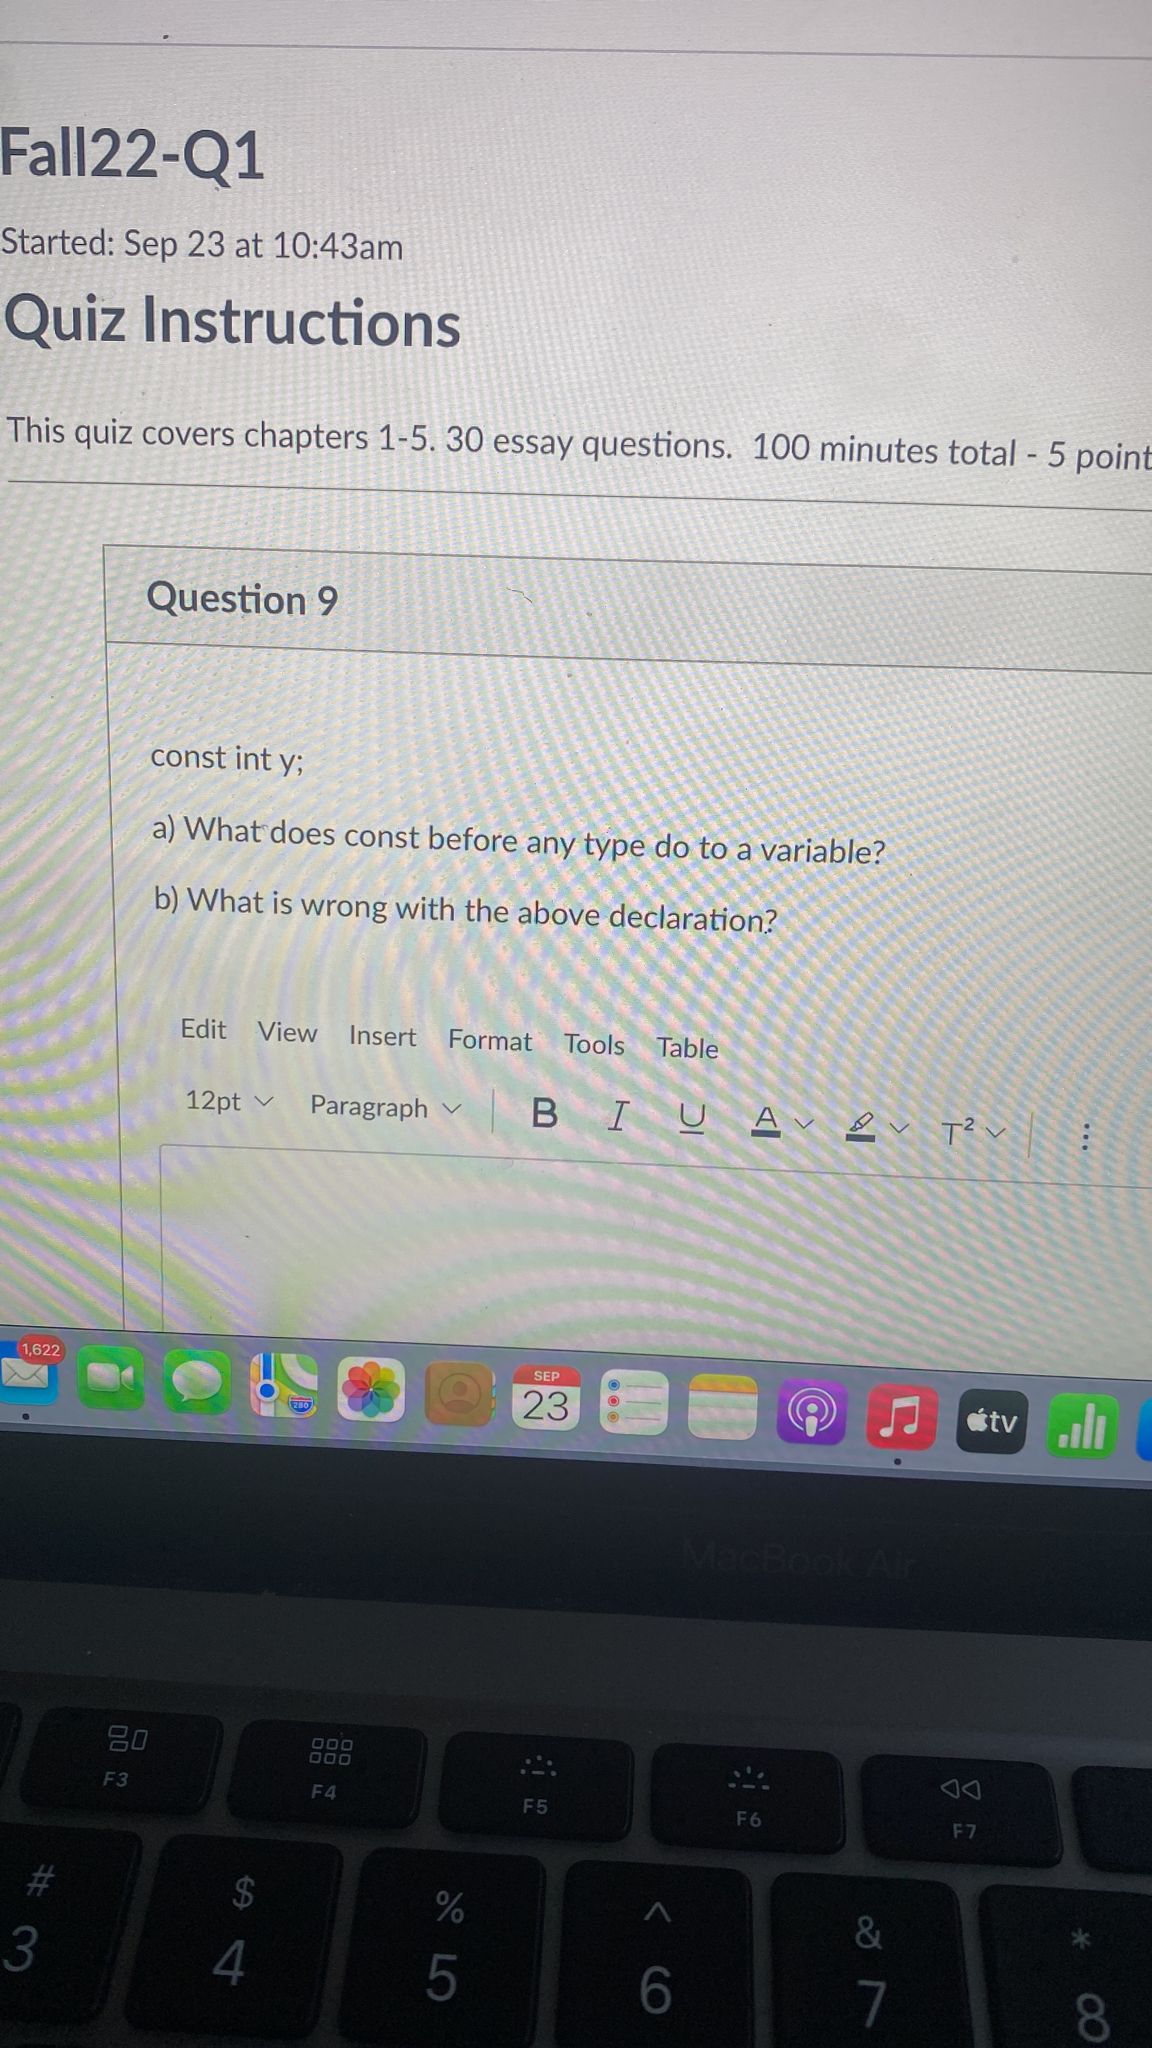 Fall22-Q1
Started: Sep 23 at 10:43am
Quiz Instructions
This quiz covers chapters 1-5. 30 essay questions.  100 minutes total - 5 point
Question 9
const int y;
a) What does const before any type do to a variable?
b) What is wrong with the above declaration?
Edit View Insert Format Tools Table
12pt Paragraph B I U A T²
1,622
280
SEP
23
tv
MacBook Air
F3 F4 F5 F6 F7
# $ % ^ & *
3 4 5 6 7 8